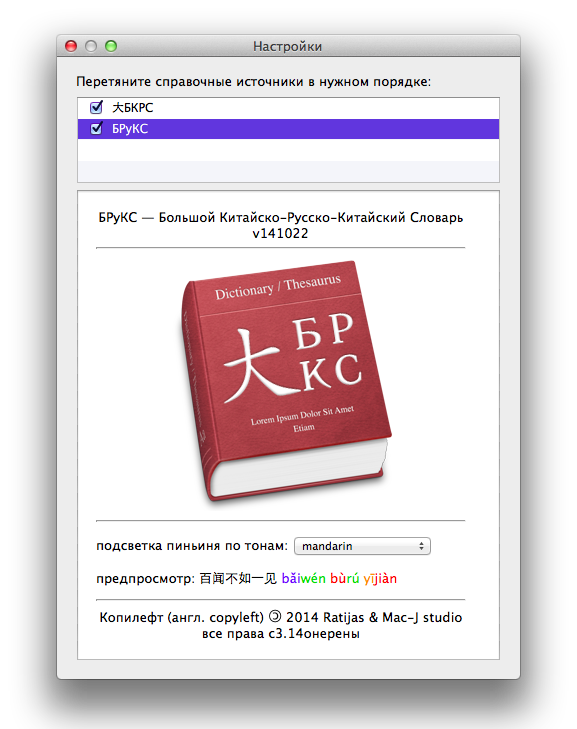 Настройки
Перетяните справочные источники в нужном порядке:
大БКРС
БРуКС
БРуКС — Большой Китайско-Русско-Китайский Словарь
v141022
Dictionary / Thesaurus
大
БР
КС
Lorem Ipsum Dolor Sit Amet
Etiam
подсветка пиньиня по тонам: mandarin
предпросмотр: 百闻不如一见 bǎiwén bùrú yījiàn
Копилефт (англ. copyleft) 🄯 2014 Ratijas & Mac-J studio
все права с3.14онерены